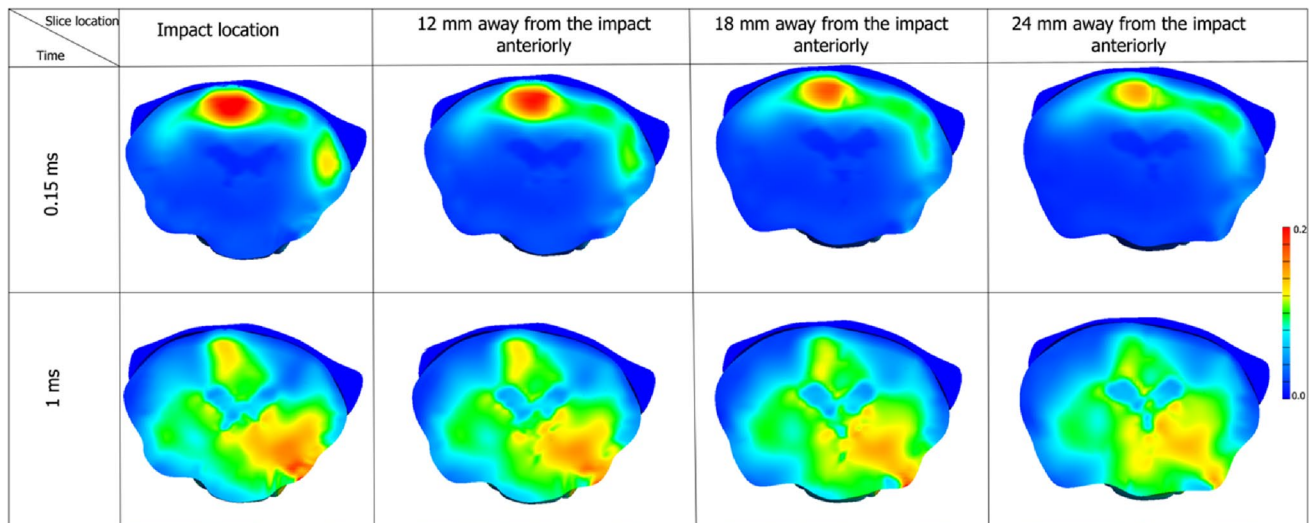 Slice location
Time
Impact location
12 mm away from the impact
anteriorly
18 mm away from the impact
anteriorly
24 mm away from the impact
anteriorly
0.15 ms
0.2
0.0
1 ms